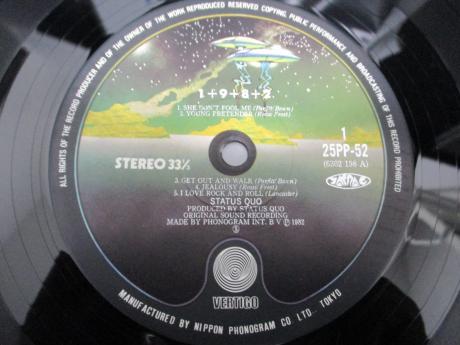 ALL RIGHTS OF THE RECORD PRODUCER AND OF THE OWNER OF THE WORK REPRODUCED RESERVED COPYING, PUBLIC PERFORMANCE AND BROADCASTING OF THIS RECORD PROHIBITED
1+9+8+2
1. SHE DON'T FOOL ME (Parfitt Bown)
2. YOUNG PRETENDER (Rossi Frost)
1
STEREO 33⅓
25PP-52
(6302 156 A)
3. GET OUT AND WALK (Parfitt Bown)
4. JEALOUSY (Rossi Frost)
5. I LOVE ROCK AND ROLL (Lancaster)
STATUS QUO
PRODUCED BY STATUS QUO
ORIGINAL SOUND RECORDING
MADE BY PHONOGRAM INT. B V ℗ 1982
VERTIGO
MANUFACTURED BY NIPPON PHONOGRAM CO LTD., TOKYO